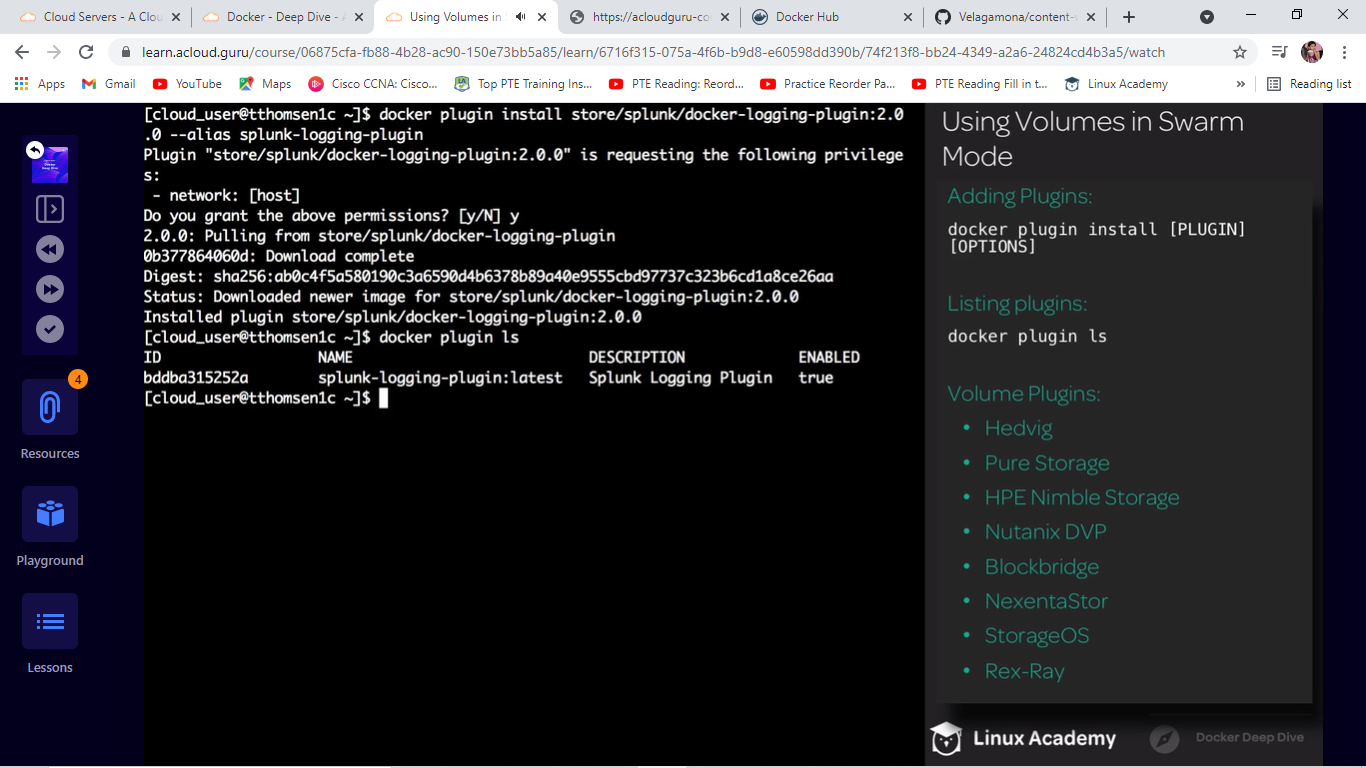 Cloud Servers - A Clou
Docker - Deep Dive - A
Using Volumes in S
https://acloudguru-co
Docker Hub
Velagamona/content-
learn.acloud.guru/course/06875cfa-fb88-4b28-ac90-150e73bb5a85/learn/6716f315-075a-4f6b-b9d8-e60598dd390b/74f213f8-bb24-4349-a2a6-24824cd4b3a5/watch
Apps
Gmail
YouTube
Maps
Cisco CCNA: Cisco...
Top PTE Training Ins...
PTE Reading: Reord...
Practice Reorder Pa...
PTE Reading Fill in t...
Linux Academy
»
Reading list
4
Resources
Playground
Lessons
[cloud_user@tthomsen1c ~]$ docker plugin install store/splunk/docker-logging-plugin:2.0
.0 --alias splunk-logging-plugin
Plugin "store/splunk/docker-logging-plugin:2.0.0" is requesting the following privilege
s:
- network: [host]
Do you grant the above permissions? [y/N] y
2.0.0: Pulling from store/splunk/docker-logging-plugin
0b377864060d: Download complete
Digest: sha256:ab0c4f5a580190c3a6590d4b6378b89a40e9555cbd97737c323b6cd1a8ce26aa
Status: Downloaded newer image for store/splunk/docker-logging-plugin:2.0.0
Installed plugin store/splunk/docker-logging-plugin:2.0.0
[cloud_user@tthomsen1c ~]$ docker plugin ls
ID NAME DESCRIPTION ENABLED
bddba315252a splunk-logging-plugin:latest Splunk Logging Plugin true
[cloud_user@tthomsen1c ~]$
Using Volumes in Swarm
Mode
Adding Plugins:
docker plugin install [PLUGIN]
[OPTIONS]
Listing plugins:
docker plugin ls
Volume Plugins:
• Hedvig
• Pure Storage
• HPE Nimble Storage
• Nutanix DVP
• Blockbridge
• NexentaStor
• StorageOS
• Rex-Ray
Linux Academy
Docker Deep Dive